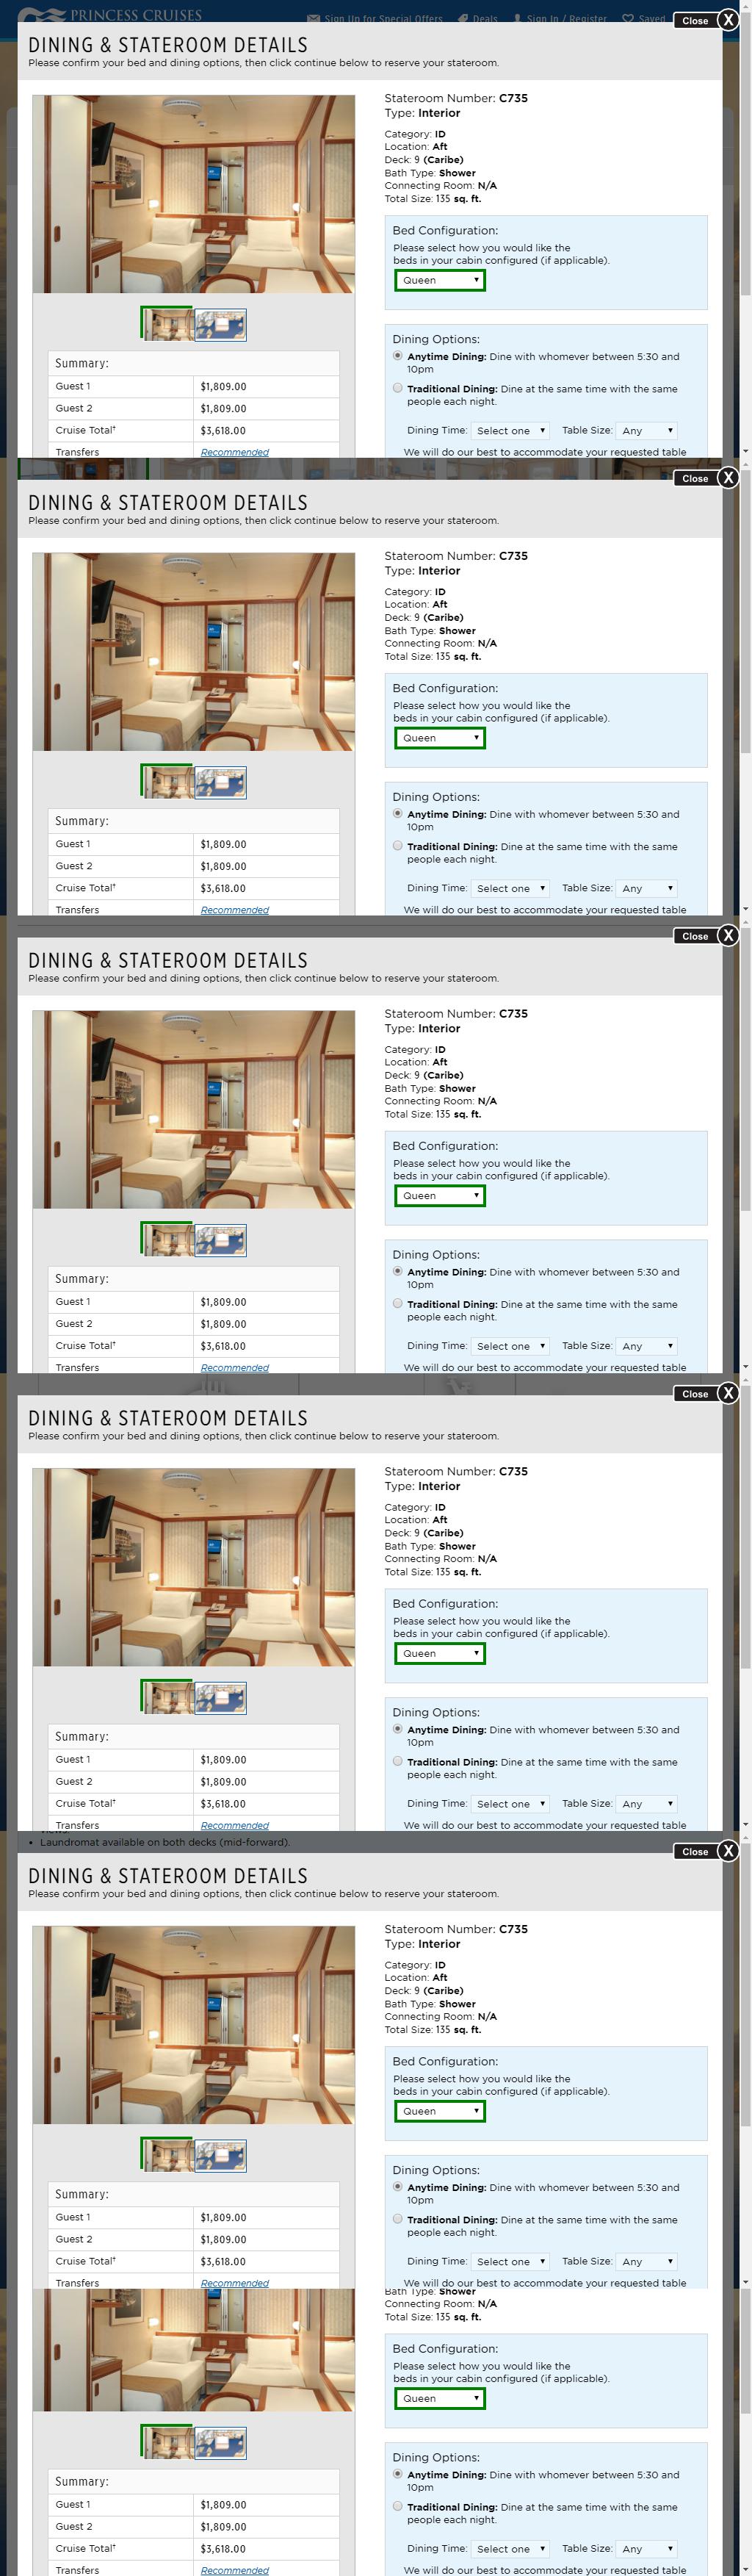 PRINCESS CRUISES
Sign Up for Special Offers Deals Sign In / Register Saved
Close X
DINING & STATEROOM DETAILS
Please confirm your bed and dining options, then click continue below to reserve your stateroom.
Stateroom Number: C735
Type: Interior
Category: ID
Location: Aft
Deck: 9 (Caribe)
Bath Type: Shower
Connecting Room: N/A
Total Size: 135 sq. ft.
Bed Configuration:
Please select how you would like the
beds in your cabin configured (if applicable).
Queen
Summary:
Guest 1 $1,809.00
Guest 2 $1,809.00
Cruise Total† $3,618.00
Transfers Recommended
Dining Options:
Anytime Dining: Dine with whomever between 5:30 and
10pm
Traditional Dining: Dine at the same time with the same
people each night.
Dining Time: Select one Table Size: Any
We will do our best to accommodate your requested table
Close X
DINING & STATEROOM DETAILS
Please confirm your bed and dining options, then click continue below to reserve your stateroom.
Stateroom Number: C735
Type: Interior
Category: ID
Location: Aft
Deck: 9 (Caribe)
Bath Type: Shower
Connecting Room: N/A
Total Size: 135 sq. ft.
Bed Configuration:
Please select how you would like the
beds in your cabin configured (if applicable).
Queen
Summary:
Guest 1 $1,809.00
Guest 2 $1,809.00
Cruise Total† $3,618.00
Transfers Recommended
Dining Options:
Anytime Dining: Dine with whomever between 5:30 and
10pm
Traditional Dining: Dine at the same time with the same
people each night.
Dining Time: Select one Table Size: Any
We will do our best to accommodate your requested table
Close X
DINING & STATEROOM DETAILS
Please confirm your bed and dining options, then click continue below to reserve your stateroom.
Stateroom Number: C735
Type: Interior
Category: ID
Location: Aft
Deck: 9 (Caribe)
Bath Type: Shower
Connecting Room: N/A
Total Size: 135 sq. ft.
Bed Configuration:
Please select how you would like the
beds in your cabin configured (if applicable).
Queen
Summary:
Guest 1 $1,809.00
Guest 2 $1,809.00
Cruise Total† $3,618.00
Transfers Recommended
Dining Options:
Anytime Dining: Dine with whomever between 5:30 and
10pm
Traditional Dining: Dine at the same time with the same
people each night.
Dining Time: Select one Table Size: Any
We will do our best to accommodate your requested table
Close X
DINING & STATEROOM DETAILS
Please confirm your bed and dining options, then click continue below to reserve your stateroom.
Stateroom Number: C735
Type: Interior
Category: ID
Location: Aft
Deck: 9 (Caribe)
Bath Type: Shower
Connecting Room: N/A
Total Size: 135 sq. ft.
Bed Configuration:
Please select how you would like the
beds in your cabin configured (if applicable).
Queen
Summary:
Guest 1 $1,809.00
Guest 2 $1,809.00
Cruise Total† $3,618.00
Transfers Recommended
Dining Options:
Anytime Dining: Dine with whomever between 5:30 and
10pm
Traditional Dining: Dine at the same time with the same
people each night.
Dining Time: Select one Table Size: Any
We will do our best to accommodate your requested table
views.
• Laundromat available on both decks (mid-forward).
Close X
DINING & STATEROOM DETAILS
Please confirm your bed and dining options, then click continue below to reserve your stateroom.
Stateroom Number: C735
Type: Interior
Category: ID
Location: Aft
Deck: 9 (Caribe)
Bath Type: Shower
Connecting Room: N/A
Total Size: 135 sq. ft.
Bed Configuration:
Please select how you would like the
beds in your cabin configured (if applicable).
Queen
Summary:
Guest 1 $1,809.00
Guest 2 $1,809.00
Cruise Total† $3,618.00
Transfers Recommended
Dining Options:
Anytime Dining: Dine with whomever between 5:30 and
10pm
Traditional Dining: Dine at the same time with the same
people each night.
Dining Time: Select one Table Size: Any
We will do our best to accommodate your requested table
Bath Type: Shower
Connecting Room: N/A
Total Size: 135 sq. ft.
Bed Configuration:
Please select how you would like the
beds in your cabin configured (if applicable).
Queen
Summary:
Guest 1 $1,809.00
Guest 2 $1,809.00
Cruise Total† $3,618.00
Transfers Recommended
Dining Options:
Anytime Dining: Dine with whomever between 5:30 and
10pm
Traditional Dining: Dine at the same time with the same
people each night.
Dining Time: Select one Table Size: Any
We will do our best to accommodate your requested table